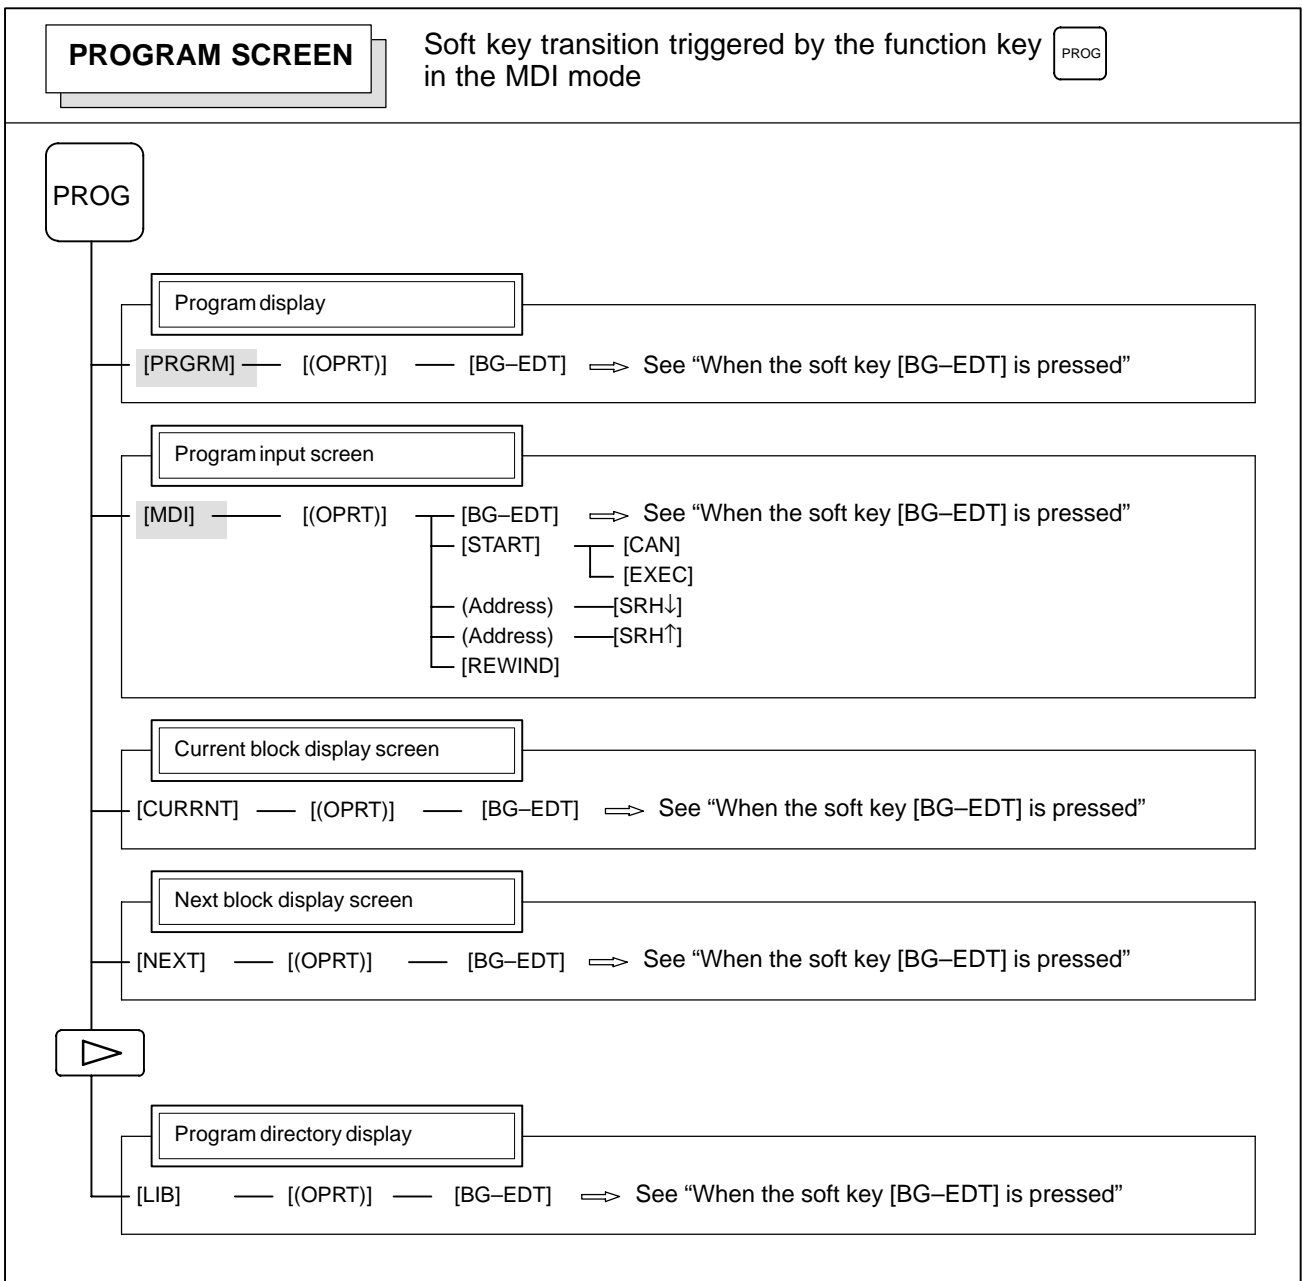 PROGRAM SCREEN
Soft key transition triggered by the function key PROG
in the MDI mode
PROG
Program display
[PRGRM] [(OPRT)] [BG–EDT] See “When the soft key [BG–EDT] is pressed”
Program input screen
[MDI] [(OPRT)] [BG–EDT] See “When the soft key [BG–EDT] is pressed”
[START] [CAN]
[EXEC]
(Address) [SRH↓]
(Address) [SRH↑]
[REWIND]
Current block display screen
[CURRNT] [(OPRT)] [BG–EDT] See “When the soft key [BG–EDT] is pressed”
Next block display screen
[NEXT] [(OPRT)] [BG–EDT] See “When the soft key [BG–EDT] is pressed”
Program directory display
[LIB] [(OPRT)] [BG–EDT] See “When the soft key [BG–EDT] is pressed”